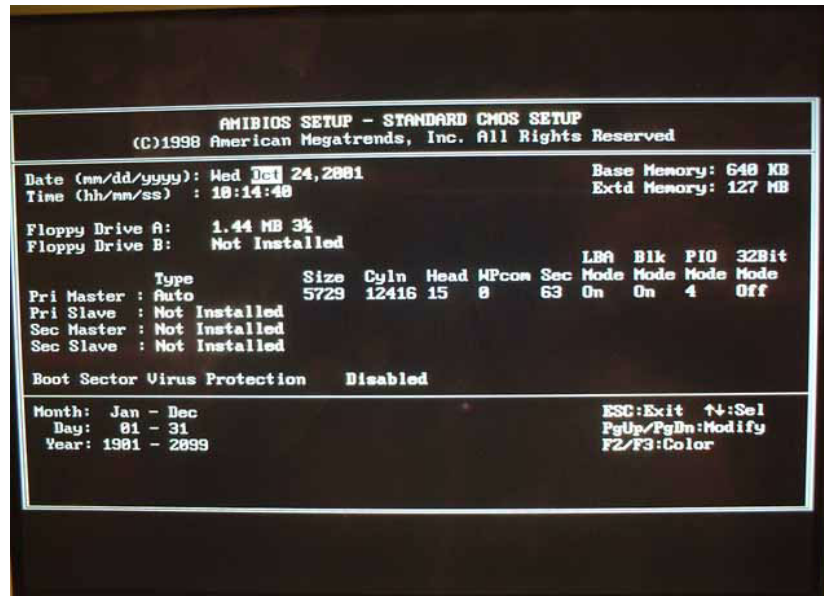 AMIBIOS SETUP - STANDARD CMOS SETUP
(C)1998 American Megatrends, Inc. All Rights Reserved
Date (mm/dd/yyyy): Wed Oct 24,2001 Base Memory: 640 KB
Time (hh/mm/ss) : 10:14:40 Extd Memory: 127 MB
Floppy Drive A: 1.44 MB 3½
Floppy Drive B: Not Installed
LBA Blk PIO 32Bit
Type Size Cyln Head WPcom Sec Mode Mode Mode Mode
Pri Master : Auto 5729 12416 15 0 63 On On 4 Off
Pri Slave : Not Installed
Sec Master : Not Installed
Sec Slave : Not Installed
Boot Sector Virus Protection Disabled
Month: Jan - Dec ESC:Exit ↑↓:Sel
Day: 01 - 31 PgUp/PgDn:Modify
Year: 1901 - 2099 F2/F3:Color